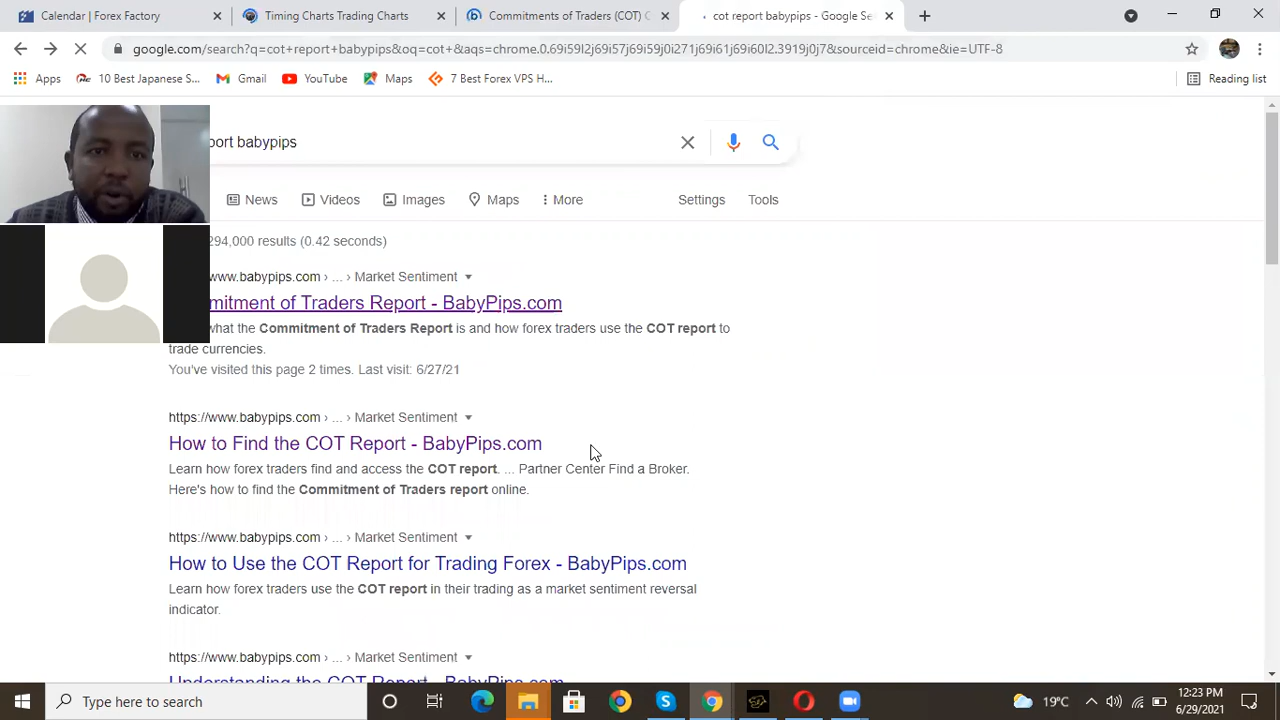 Calendar | Forex Factory
Timing Charts Trading Charts
Commitments of Traders (COT) C
cot report babypips - Google Se
google.com/search?q=cot+report+babypips&oq=cot+&aqs=chrome.0.69i59l2j69i57j69i59j0i271j69i61j69i60l2.3919j0j7&sourceid=chrome&ie=UTF-8
Apps
10 Best Japanese S...
Gmail
YouTube
Maps
7 Best Forex VPS H...
Reading list
port babypips
News
Videos
Images
Maps
More
Settings
Tools
294,000 results (0.42 seconds)
www.babypips.com › ... › Market Sentiment
mitment of Traders Report - BabyPips.com
what the Commitment of Traders Report is and how forex traders use the COT report to
trade currencies.
You've visited this page 2 times. Last visit: 6/27/21
https://www.babypips.com › ... › Market Sentiment
How to Find the COT Report - BabyPips.com
Learn how forex traders find and access the COT report. ... Partner Center Find a Broker.
Here's how to find the Commitment of Traders report online.
https://www.babypips.com › ... › Market Sentiment
How to Use the COT Report for Trading Forex - BabyPips.com
Learn how forex traders use the COT report in their trading as a market sentiment reversal
indicator.
https://www.babypips.com › ... › Market Sentiment
Understanding the COT Report - BabyPips.com
Type here to search
19°C
12:23 PM
6/29/2021